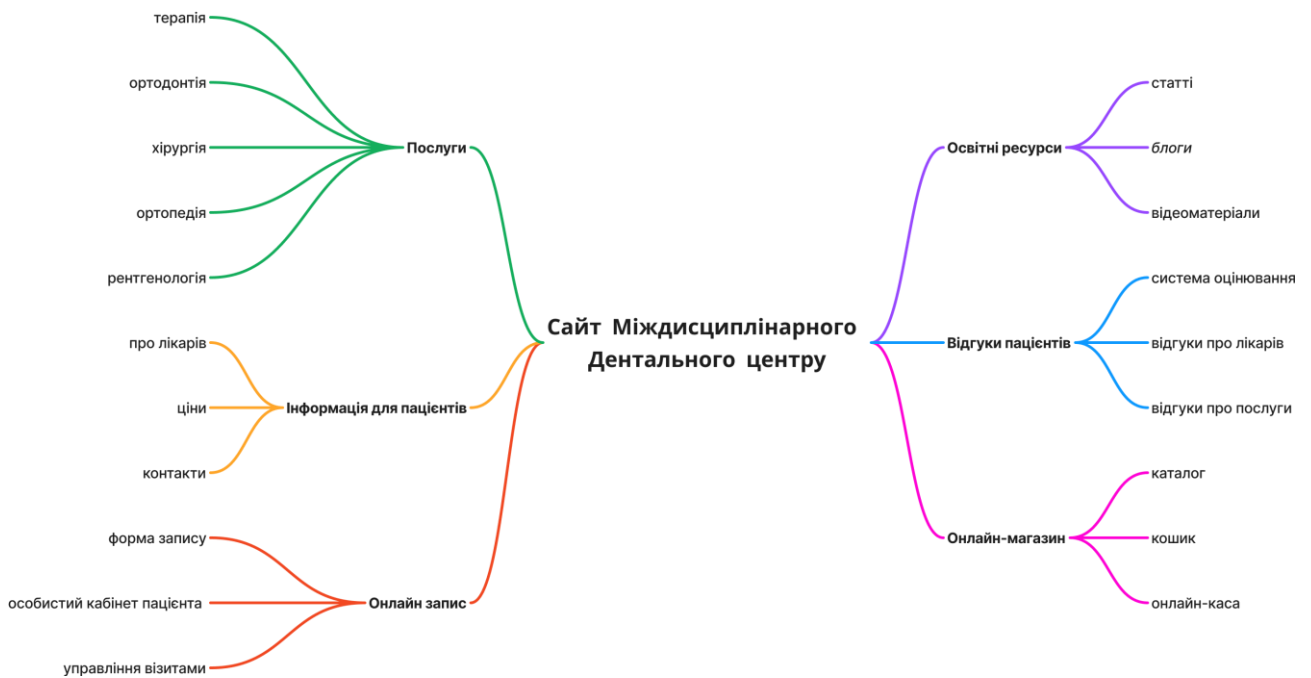 Сайт Міждисциплінарного
Дентального центру
Послуги
терапія
ортодонтія
хірургія
ортопедія
рентгенологія
Інформація для пацієнтів
про лікарів
ціни
контакти
Онлайн запис
форма запису
особистий кабінет пацієнта
управління візитами
Освітні ресурси
статті
блоги
відеоматеріали
Відгуки пацієнтів
система оцінювання
відгуки про лікарів
відгуки про послуги
Онлайн-магазин
каталог
кошик
онлайн-каса